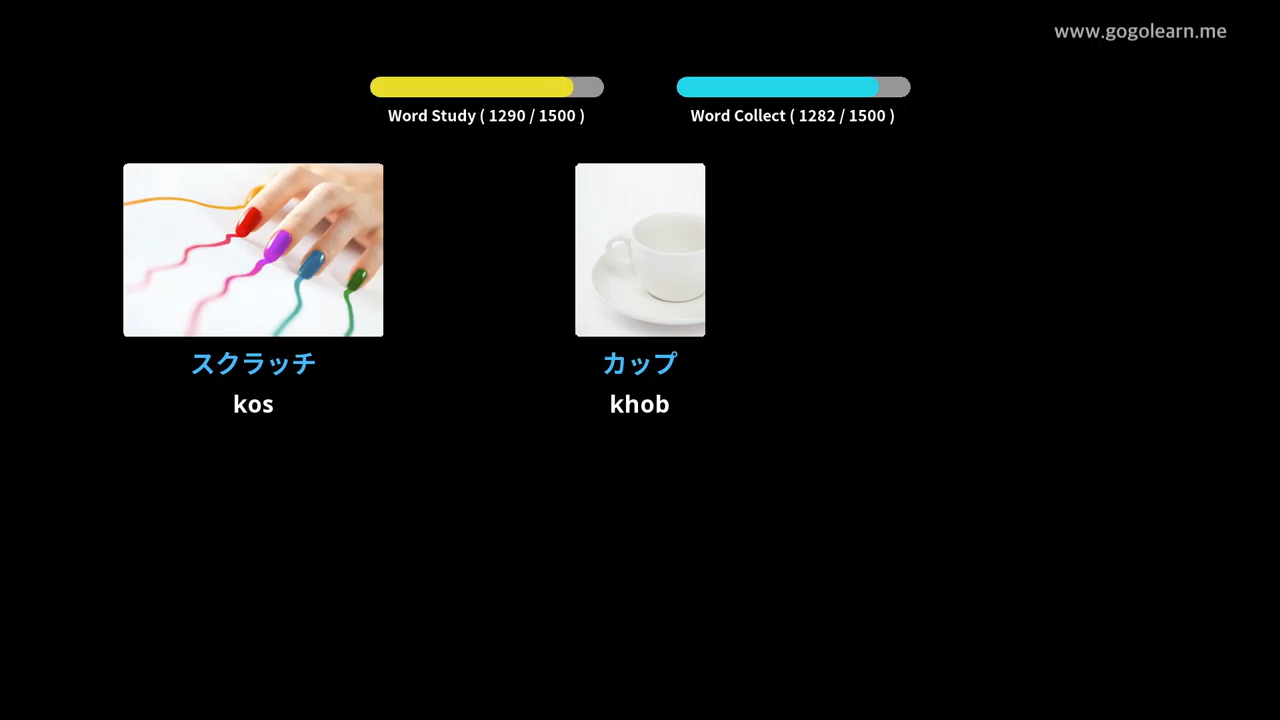 www.gogolearn.me
Word Study ( 1290 / 1500 )
Word Collect ( 1282 / 1500 )
スクラッチ
カップ
kos
khob